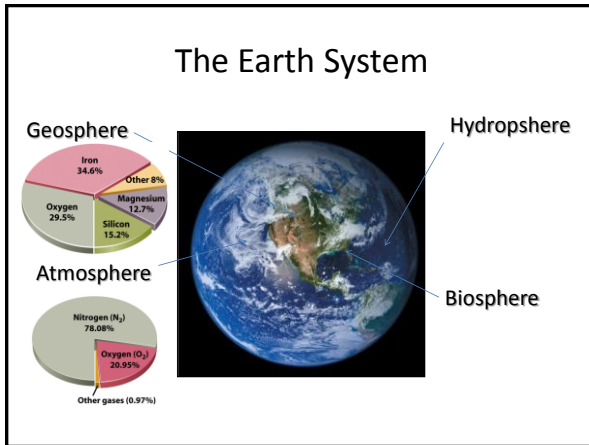 The Earth System
Geosphere
Hydropshere
Iron
34.6%
Other 8%
Magnesium
12.7%
Oxygen
29.5%
Silicon
15.2%
Atmosphere
Biosphere
Nitrogen (N₂)
78.08%
Oxygen (O₂)
20.95%
Other gases (0.97%)